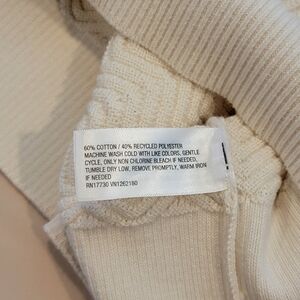 60% COTTON / 40% RECYCLED POLYESTER
MACHINE WASH COLD WITH LIKE COLORS, GENTLE
CYCLE, ONLY NON CHLORINE BLEACH IF NEEDED,
TUMBLE DRY LOW, REMOVE PROMPTLY, WARM IRON
IF NEEDED
RN17730 VN1262180